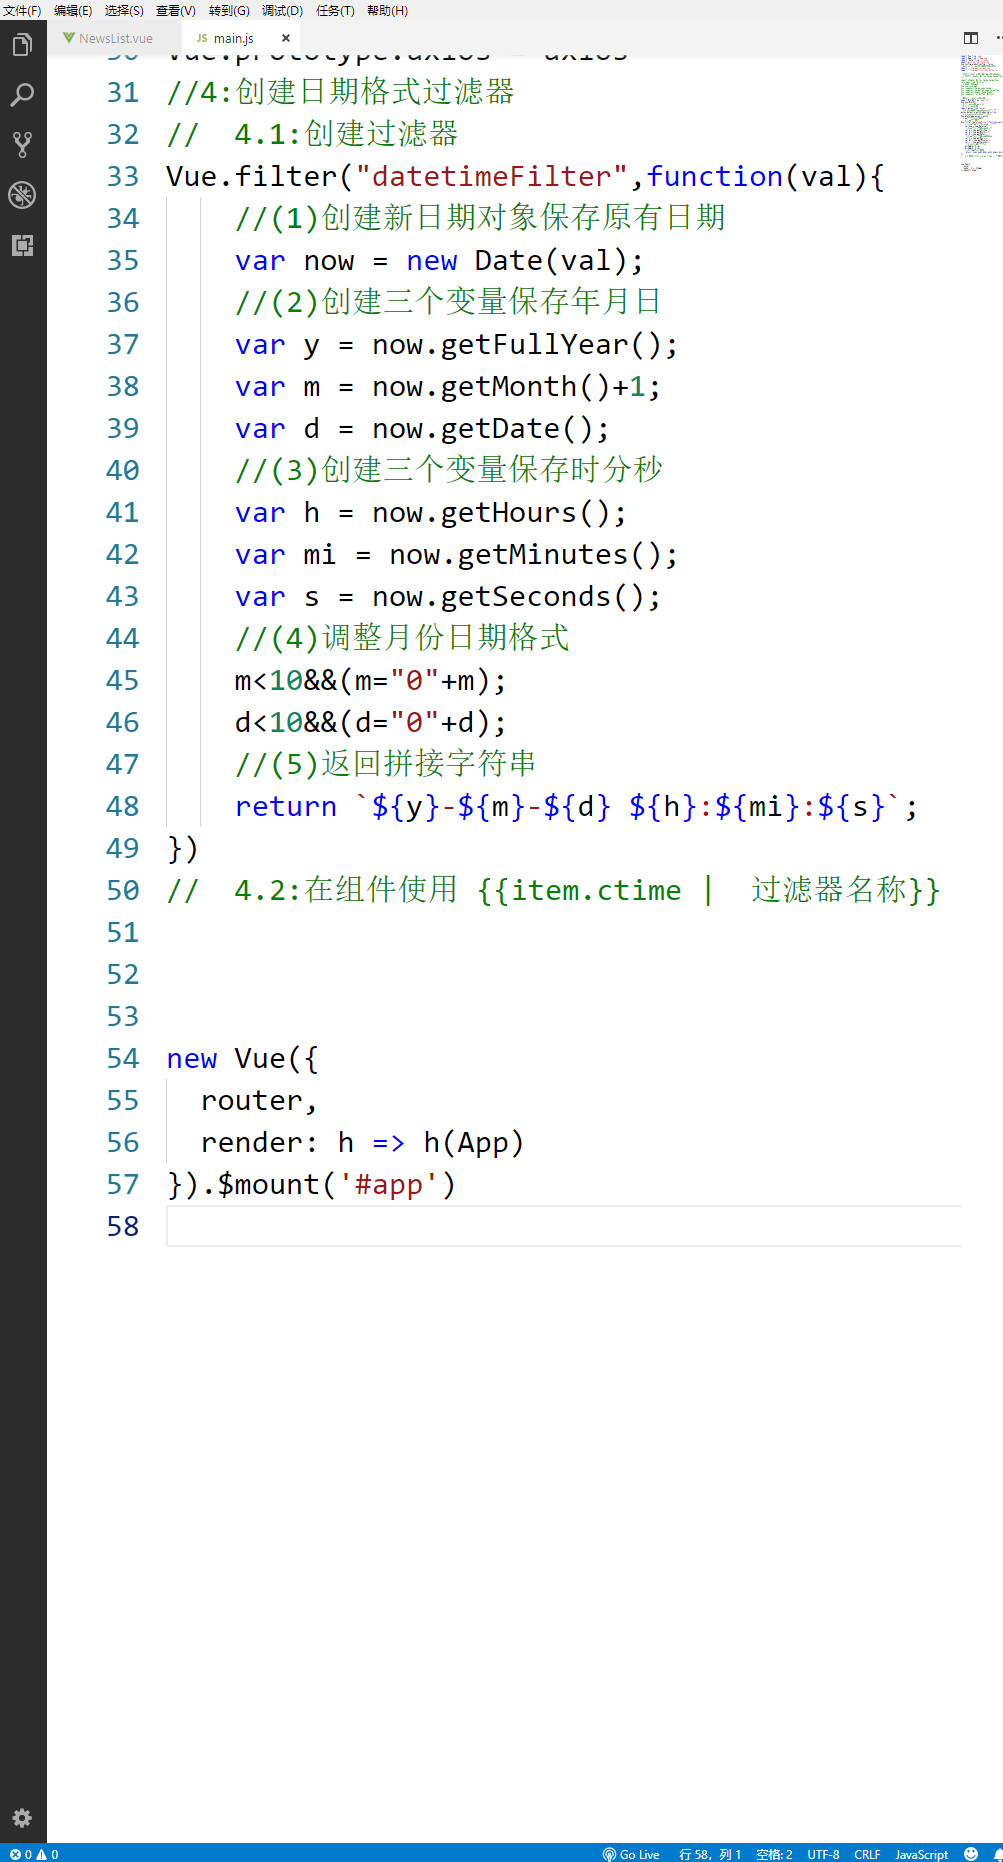 文件(F) 编辑(E) 选择(S) 查看(V) 转到(G) 调试(D) 任务(T) 帮助(H)
NewsList.vue JS main.js ×
30 Vue.prototype.axios = axios
31 //4:创建日期格式过滤器
32 //  4.1:创建过滤器
33 Vue.filter("datetimeFilter",function(val){
34     //(1)创建新日期对象保存原有日期
35     var now = new Date(val);
36     //(2)创建三个变量保存年月日
37     var y = now.getFullYear();
38     var m = now.getMonth()+1;
39     var d = now.getDate();
40     //(3)创建三个变量保存时分秒
41     var h = now.getHours();
42     var mi = now.getMinutes();
43     var s = now.getSeconds();
44     //(4)调整月份日期格式
45     m<10&&(m="0"+m);
46     d<10&&(d="0"+d);
47     //(5)返回拼接字符串
48     return `${y}-${m}-${d} ${h}:${mi}:${s}`;
49 })
50 //  4.2:在组件使用 {{item.ctime |  过滤器名称}}
51
52
53
54 new Vue({
55   router,
56   render: h => h(App)
57 }).$mount('#app')
58
0 0 Go Live 行 58，列 1 空格: 2 UTF-8 CRLF JavaScript